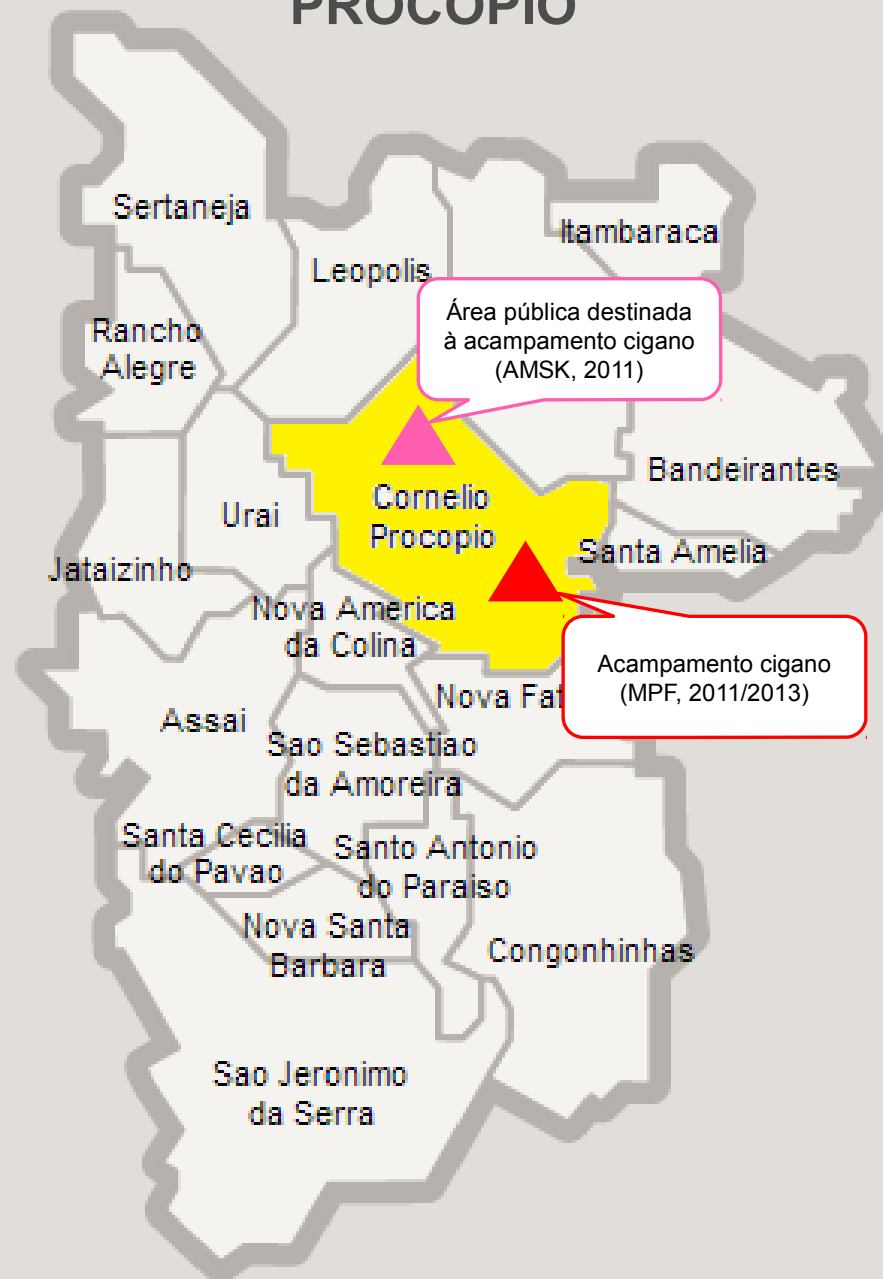 PROCOPIO
Sertaneja
Itambaraca
Leopolis
Área pública destinada
à acampamento cigano
(AMSK, 2011)
Rancho
Alegre
Bandeirantes
Cornelio
Procopio
Urai
Santa Amelia
Jataizinho
Nova America
da Colina
Acampamento cigano
(MPF, 2011/2013)
Nova Fat
Assai
Sao Sebastiao
da Amoreira
Santa Cecilia
do Pavao
Santo Antonio
do Paraiso
Nova Santa
Barbara
Congonhinhas
Sao Jeronimo
da Serra